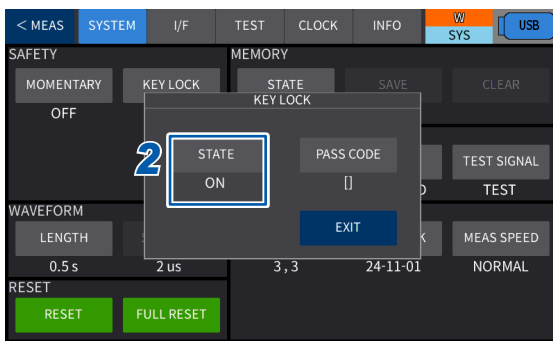 < MEAS SYSTEM I/F TEST CLOCK INFO W SYS USB
SAFETY MEMORY
MOMENTARY KEY LOCK STATE SAVE CLEAR
OFF
KEY LOCK
2
STATE PASS CODE TEST SIGNAL
ON [] TEST
WAVEFORM
EXIT
LENGTH MEAS SPEED
0.5 s 2 us 3 , 3 24-11-01 NORMAL
RESET
RESET FULL RESET